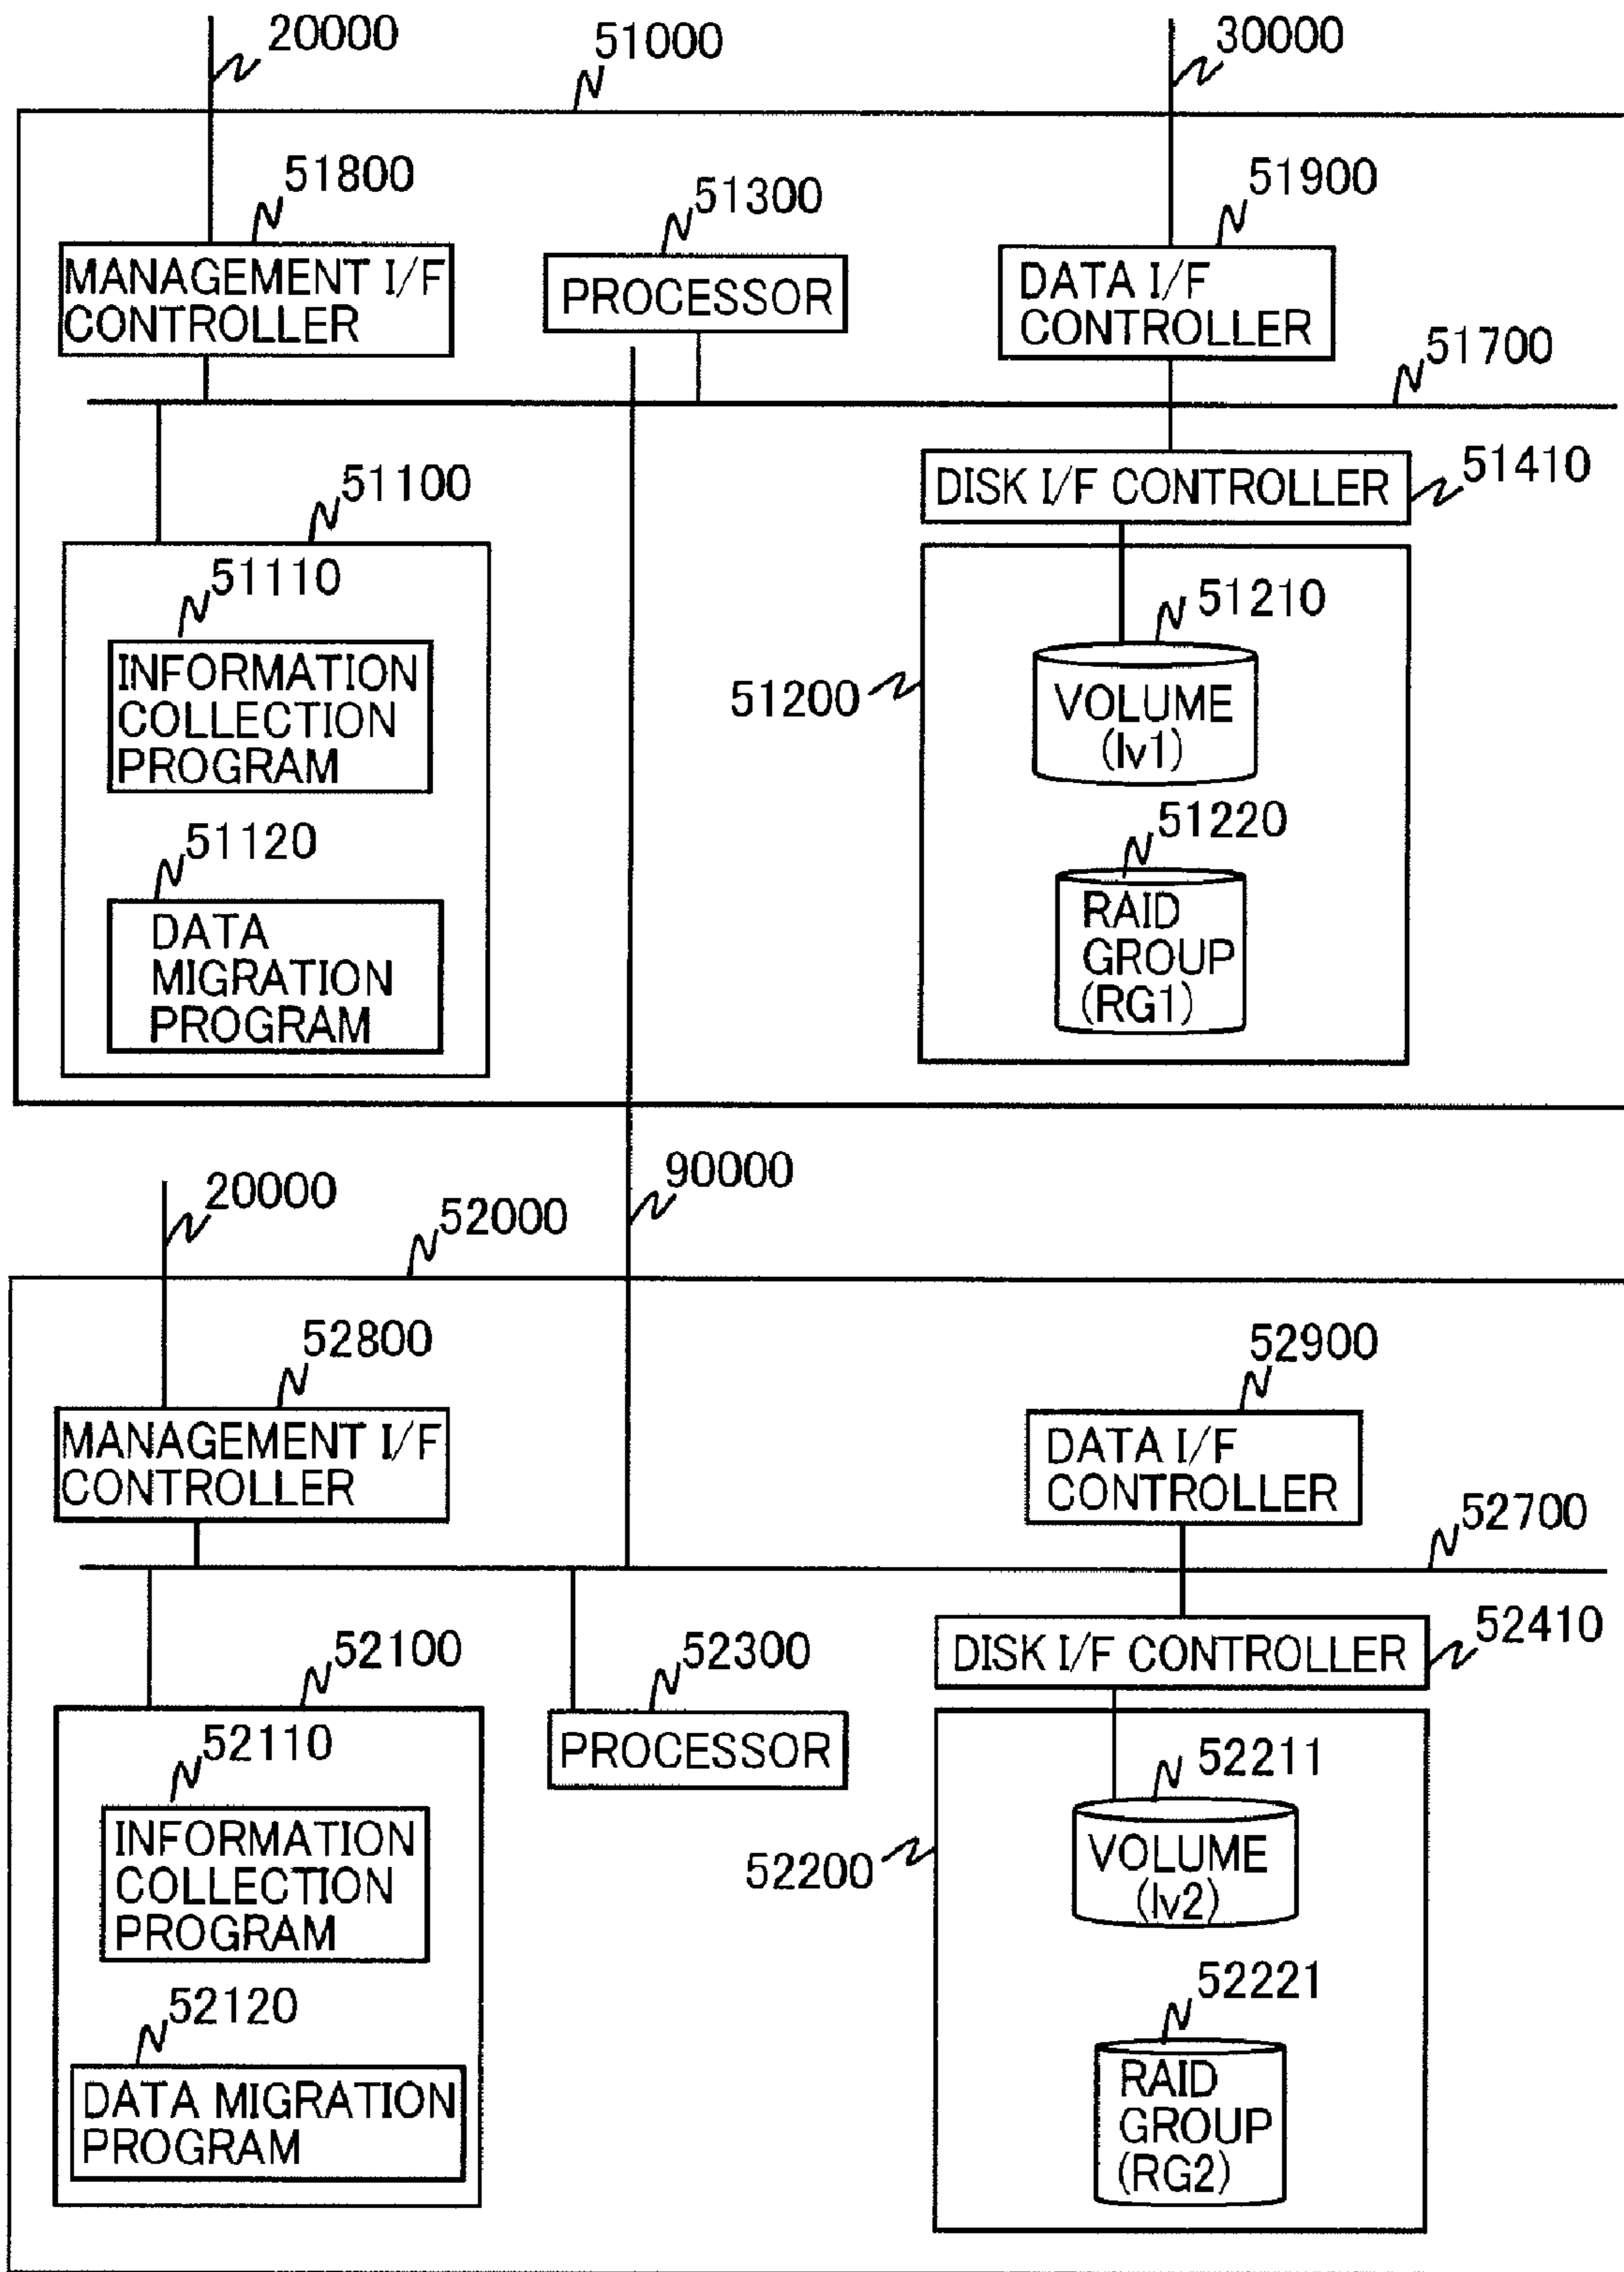 20000
51000
30000
51800
51300
51900
MANAGEMENT I/F
CONTROLLER
PROCESSOR
DATA I/F
CONTROLLER
51700
51100
DISK I/F CONTROLLER
51410
51110
INFORMATION
COLLECTION
PROGRAM
51210
51200
VOLUME
(lv1)
51120
DATA
MIGRATION
PROGRAM
51220
RAID
GROUP
(RG1)
90000
20000
52000
52800
52900
MANAGEMENT I/F
CONTROLLER
DATA I/F
CONTROLLER
52700
52100
52300
DISK I/F CONTROLLER
52410
52110
PROCESSOR
INFORMATION
COLLECTION
PROGRAM
52211
52200
VOLUME
(lv2)
52120
DATA MIGRATION
PROGRAM
52221
RAID
GROUP
(RG2)